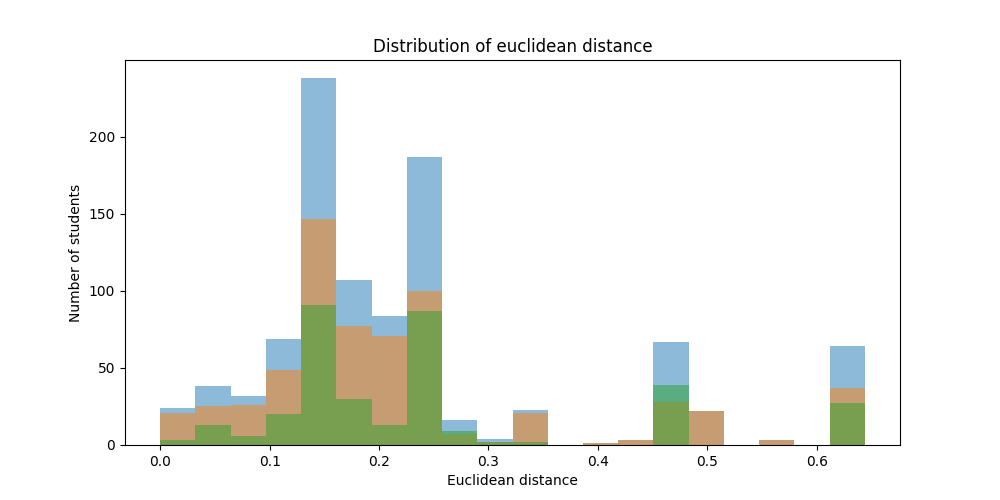 Distribution of euclidean distance
200
150
100
50
0
Number of students
0.0 0.1 0.2 0.3 0.4 0.5 0.6
Euclidean distance